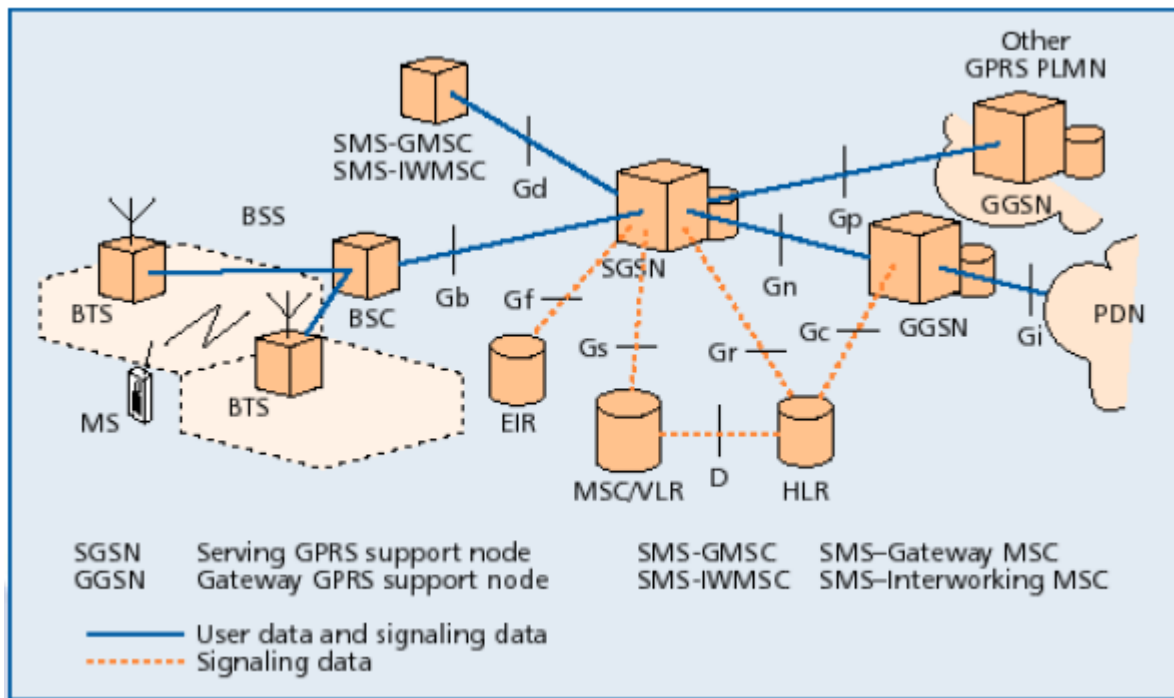 Other
GPRS PLMN
SMS-GMSC
SMS-IWMSC
Gd
Gp
GGSN
BSS
SGSN
Gn
BTS
BSC
Gb
Gf
GGSN
Gi
PDN
Gs
Gr
Gc
MS
BTS
EIR
MSC/VLR
D
HLR
SGSN Serving GPRS support node
GGSN Gateway GPRS support node
SMS-GMSC SMS–Gateway MSC
SMS-IWMSC SMS–Interworking MSC
User data and signaling data
Signaling data